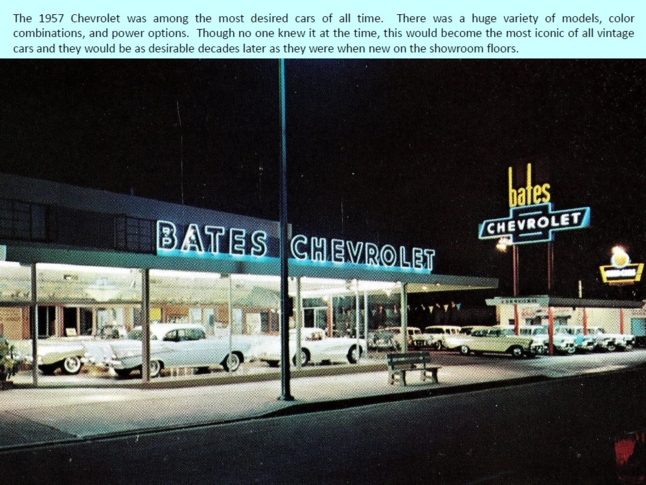 The 1957 Chevrolet was among the most desired cars of all time. There was a huge variety of models, color
combinations, and power options. Though no one knew it at the time, this would become the most iconic of all vintage
cars and they would be as desirable decades later as they were when new on the showroom floors.
bates
CHEVROLET
BATES CHEVROLET